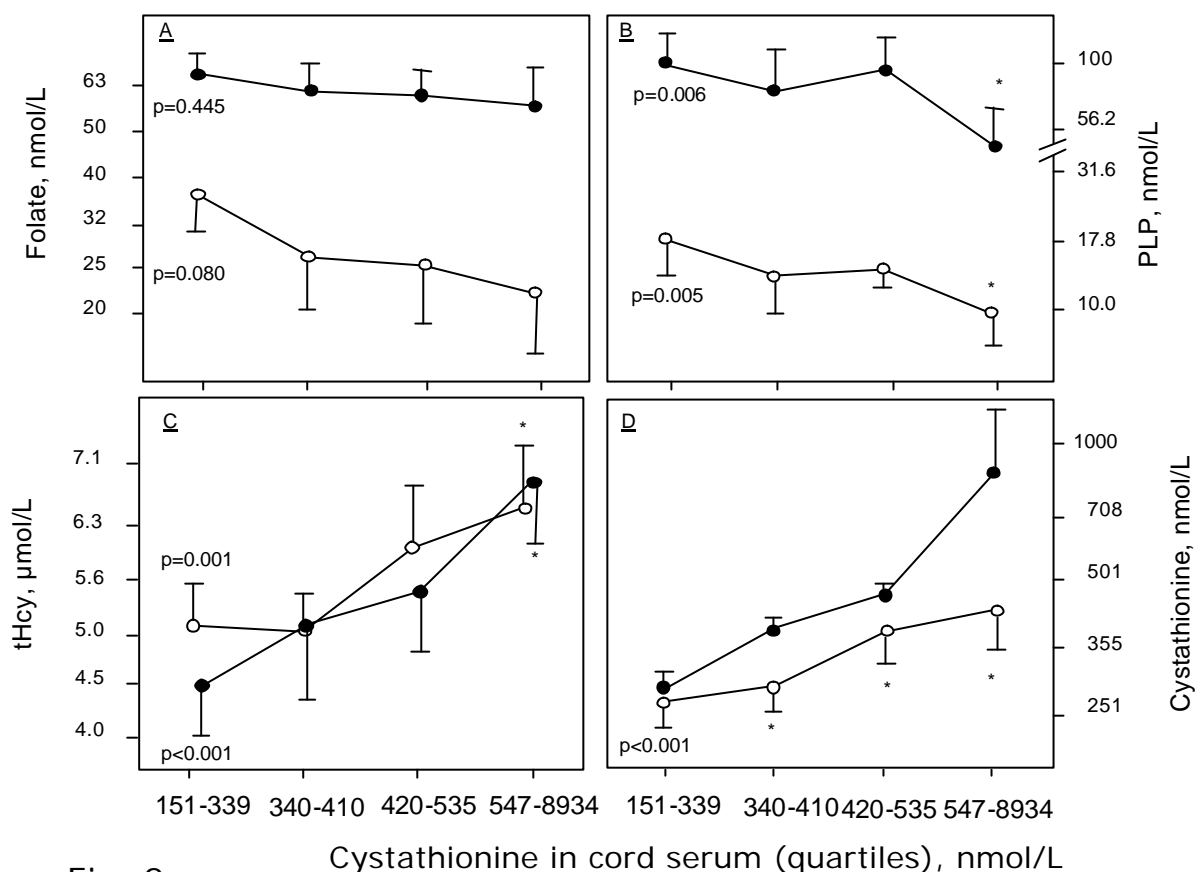 A
Folate, nmol/L
63
50
40
32
25
20
p=0.445
p=0.080
B
PLP, nmol/L
100
56.2
31.6
17.8
10.0
p=0.006
p=0.005
*
*
C
tHcy, µmol/L
7.1
6.3
5.6
5.0
4.5
4.0
p=0.001
p<0.001
*
*
D
Cystathionine, nmol/L
1000
708
501
355
251
p<0.001
*
*
*
151-339 340-410 420-535 547-8934
151-339 340-410 420-535 547-8934
Cystathionine in cord serum (quartiles), nmol/L